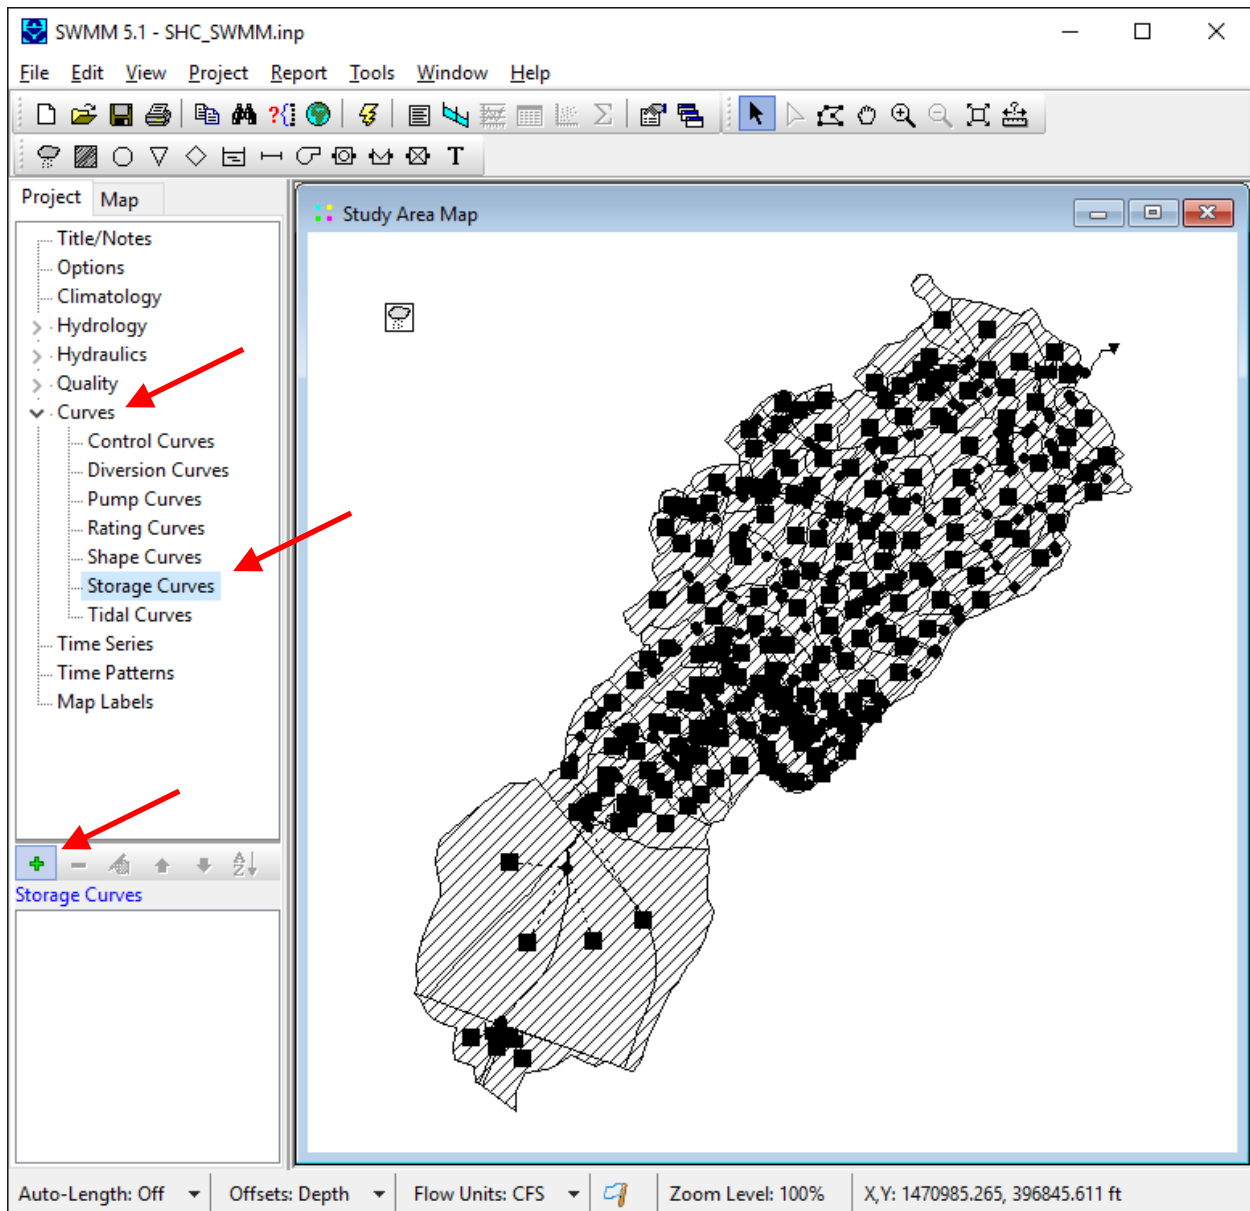 SWMM 5.1 - SHC_SWMM.inp
File Edit View Project Report Tools Window Help
T
Project Map
Study Area Map
Title/Notes
Options
Climatology
Hydrology
Hydraulics
Quality
Curves
Control Curves
Diversion Curves
Pump Curves
Rating Curves
Shape Curves
Storage Curves
Tidal Curves
Time Series
Time Patterns
Map Labels
Storage Curves
Auto-Length: Off Offsets: Depth Flow Units: CFS Zoom Level: 100% X,Y: 1470985.265, 396845.611 ft